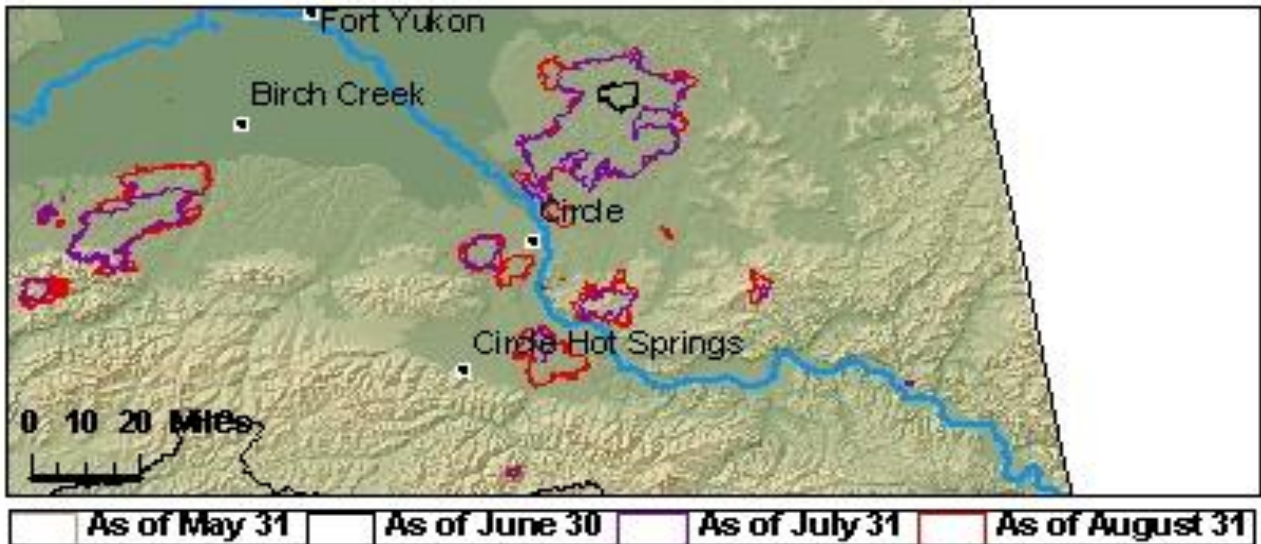 Fort Yukon
Birch Creek
Circle
Circle Hot Springs
0 10 20 Miles
As of May 31 As of June 30 As of July 31 As of August 31